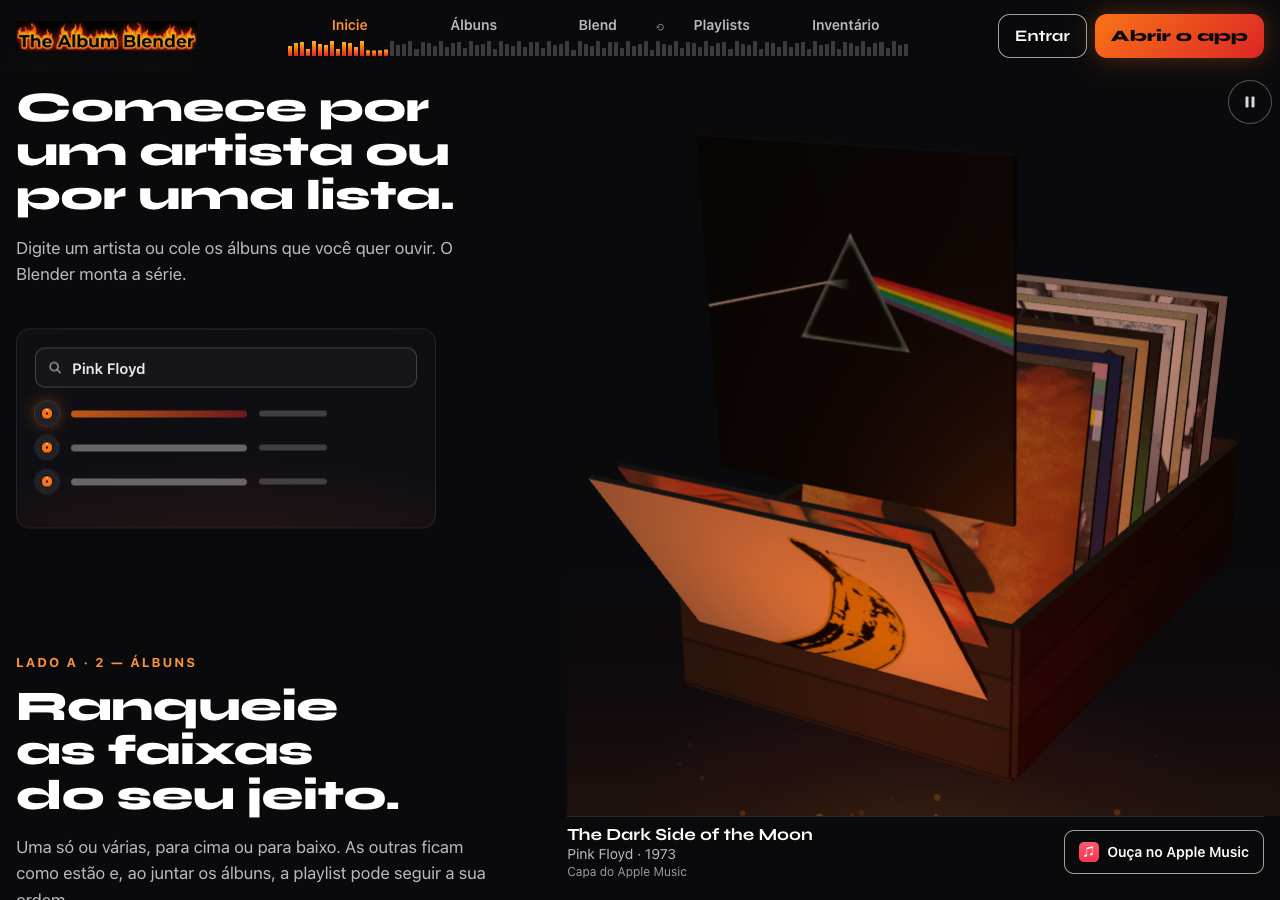 The Album Blender
Inicie
Álbuns
Blend
Playlists
Inventário
Entrar
Abrir o app
Comece por
um artista ou
por uma lista.
Digite um artista ou cole os álbuns que você quer ouvir. O
Blender monta a série.
Pink Floyd
LADO A · 2 — ÁLBUNS
Ranqueie
as faixas
do seu jeito.
Uma só ou várias, para cima ou para baixo. As outras ficam
como estão e, ao juntar os álbuns, a playlist pode seguir a sua
ordem.
The Dark Side of the Moon
Pink Floyd · 1973
Capa do Apple Music
Ouça no Apple Music